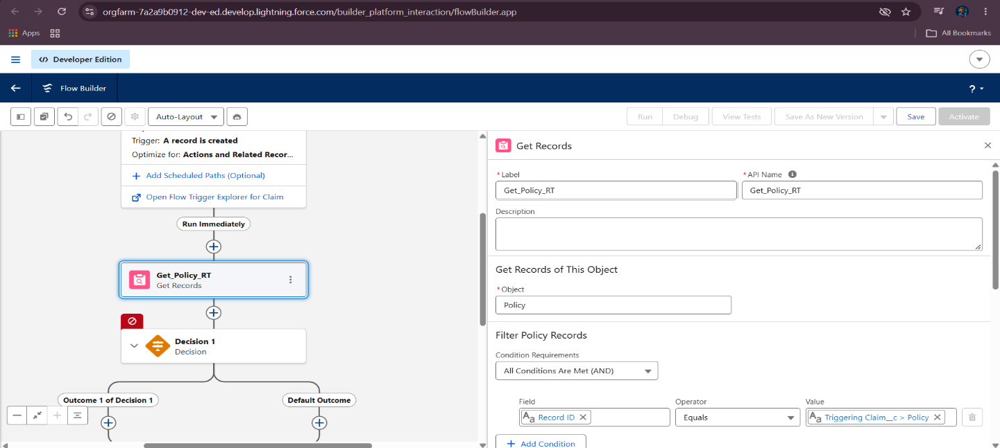 orgfarm-7a2a9b0912-dev-ed.develop.lightning.force.com/builder_platform_interaction/flowBuilder.app
Apps
All Bookmarks
Developer Edition
Flow Builder
?
Auto-Layout
Run
Debug
View Tests
Save As New Version
Save
Activate
Trigger: A record is created
Optimize for: Actions and Related Recor...
Add Scheduled Paths (Optional)
Open Flow Trigger Explorer for Claim
Run Immediately
Get_Policy_RT
Get Records
Decision 1
Decision
Outcome 1 of Decision 1
Default Outcome
Get Records
*Label
Get_Policy_RT
*API Name
Get_Policy_RT
Description
Get Records of This Object
*Object
Policy
Filter Policy Records
Condition Requirements
All Conditions Are Met (AND)
Field
Aa Record ID
Operator
Equals
Value
Aa Triggering Claim__c > Policy
Add Condition